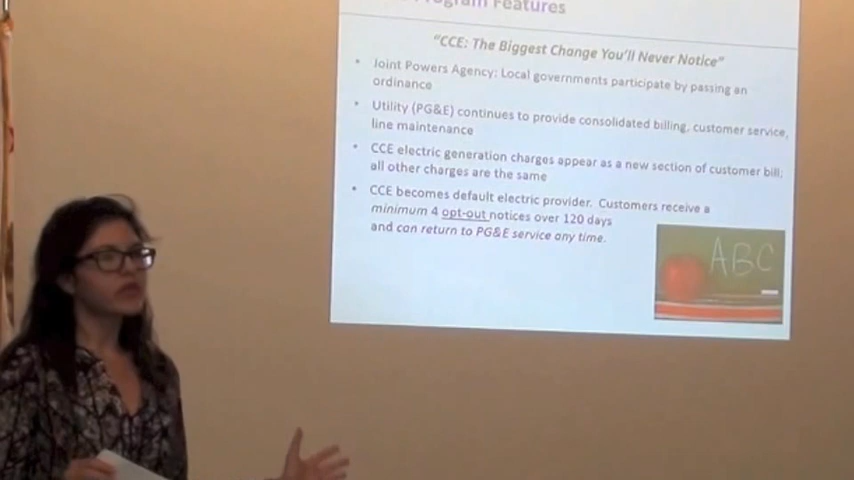 Program Features
"CCE: The Biggest Change You'll Never Notice"
• Joint Powers Agency: Local governments participate by passing an
ordinance
• Utility (PG&E) continues to provide consolidated billing, customer service,
line maintenance
• CCE electric generation charges appear as a new section of customer bill;
all other charges are the same
• CCE becomes default electric provider. Customers receive a
minimum 4 opt-out notices over 120 days
and can return to PG&E service any time.
ABC